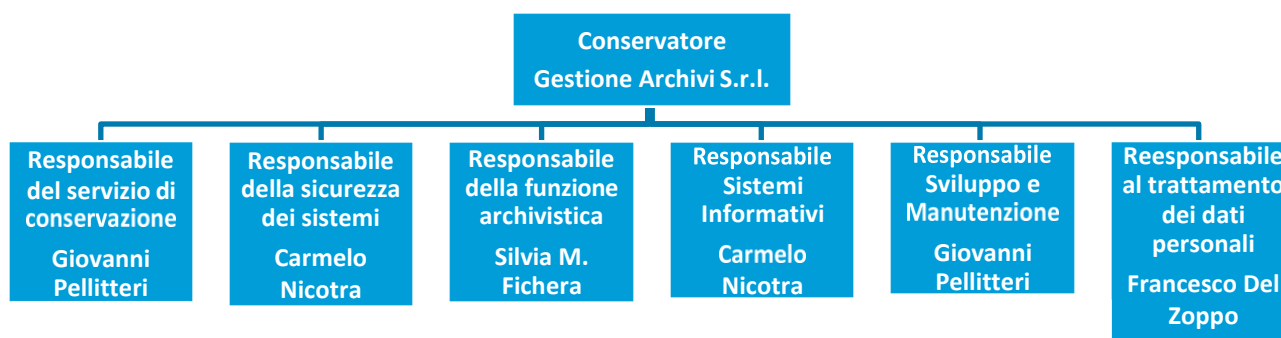 Conservatore
Gestione Archivi S.r.l.
Responsabile
del servizio di
conservazione
Giovanni
Pellitteri
Responsabile
della sicurezza
dei sistemi
Carmelo
Nicotra
Responsabile
della funzione
archivistica
Silvia M.
Fichera
Responsabile
Sistemi
Informativi
Carmelo
Nicotra
Responsabile
Sviluppo e
Manutenzione
Giovanni
Pellitteri
Reesponsabile
al trattamento
dei dati
personali
Francesco Del
Zoppo